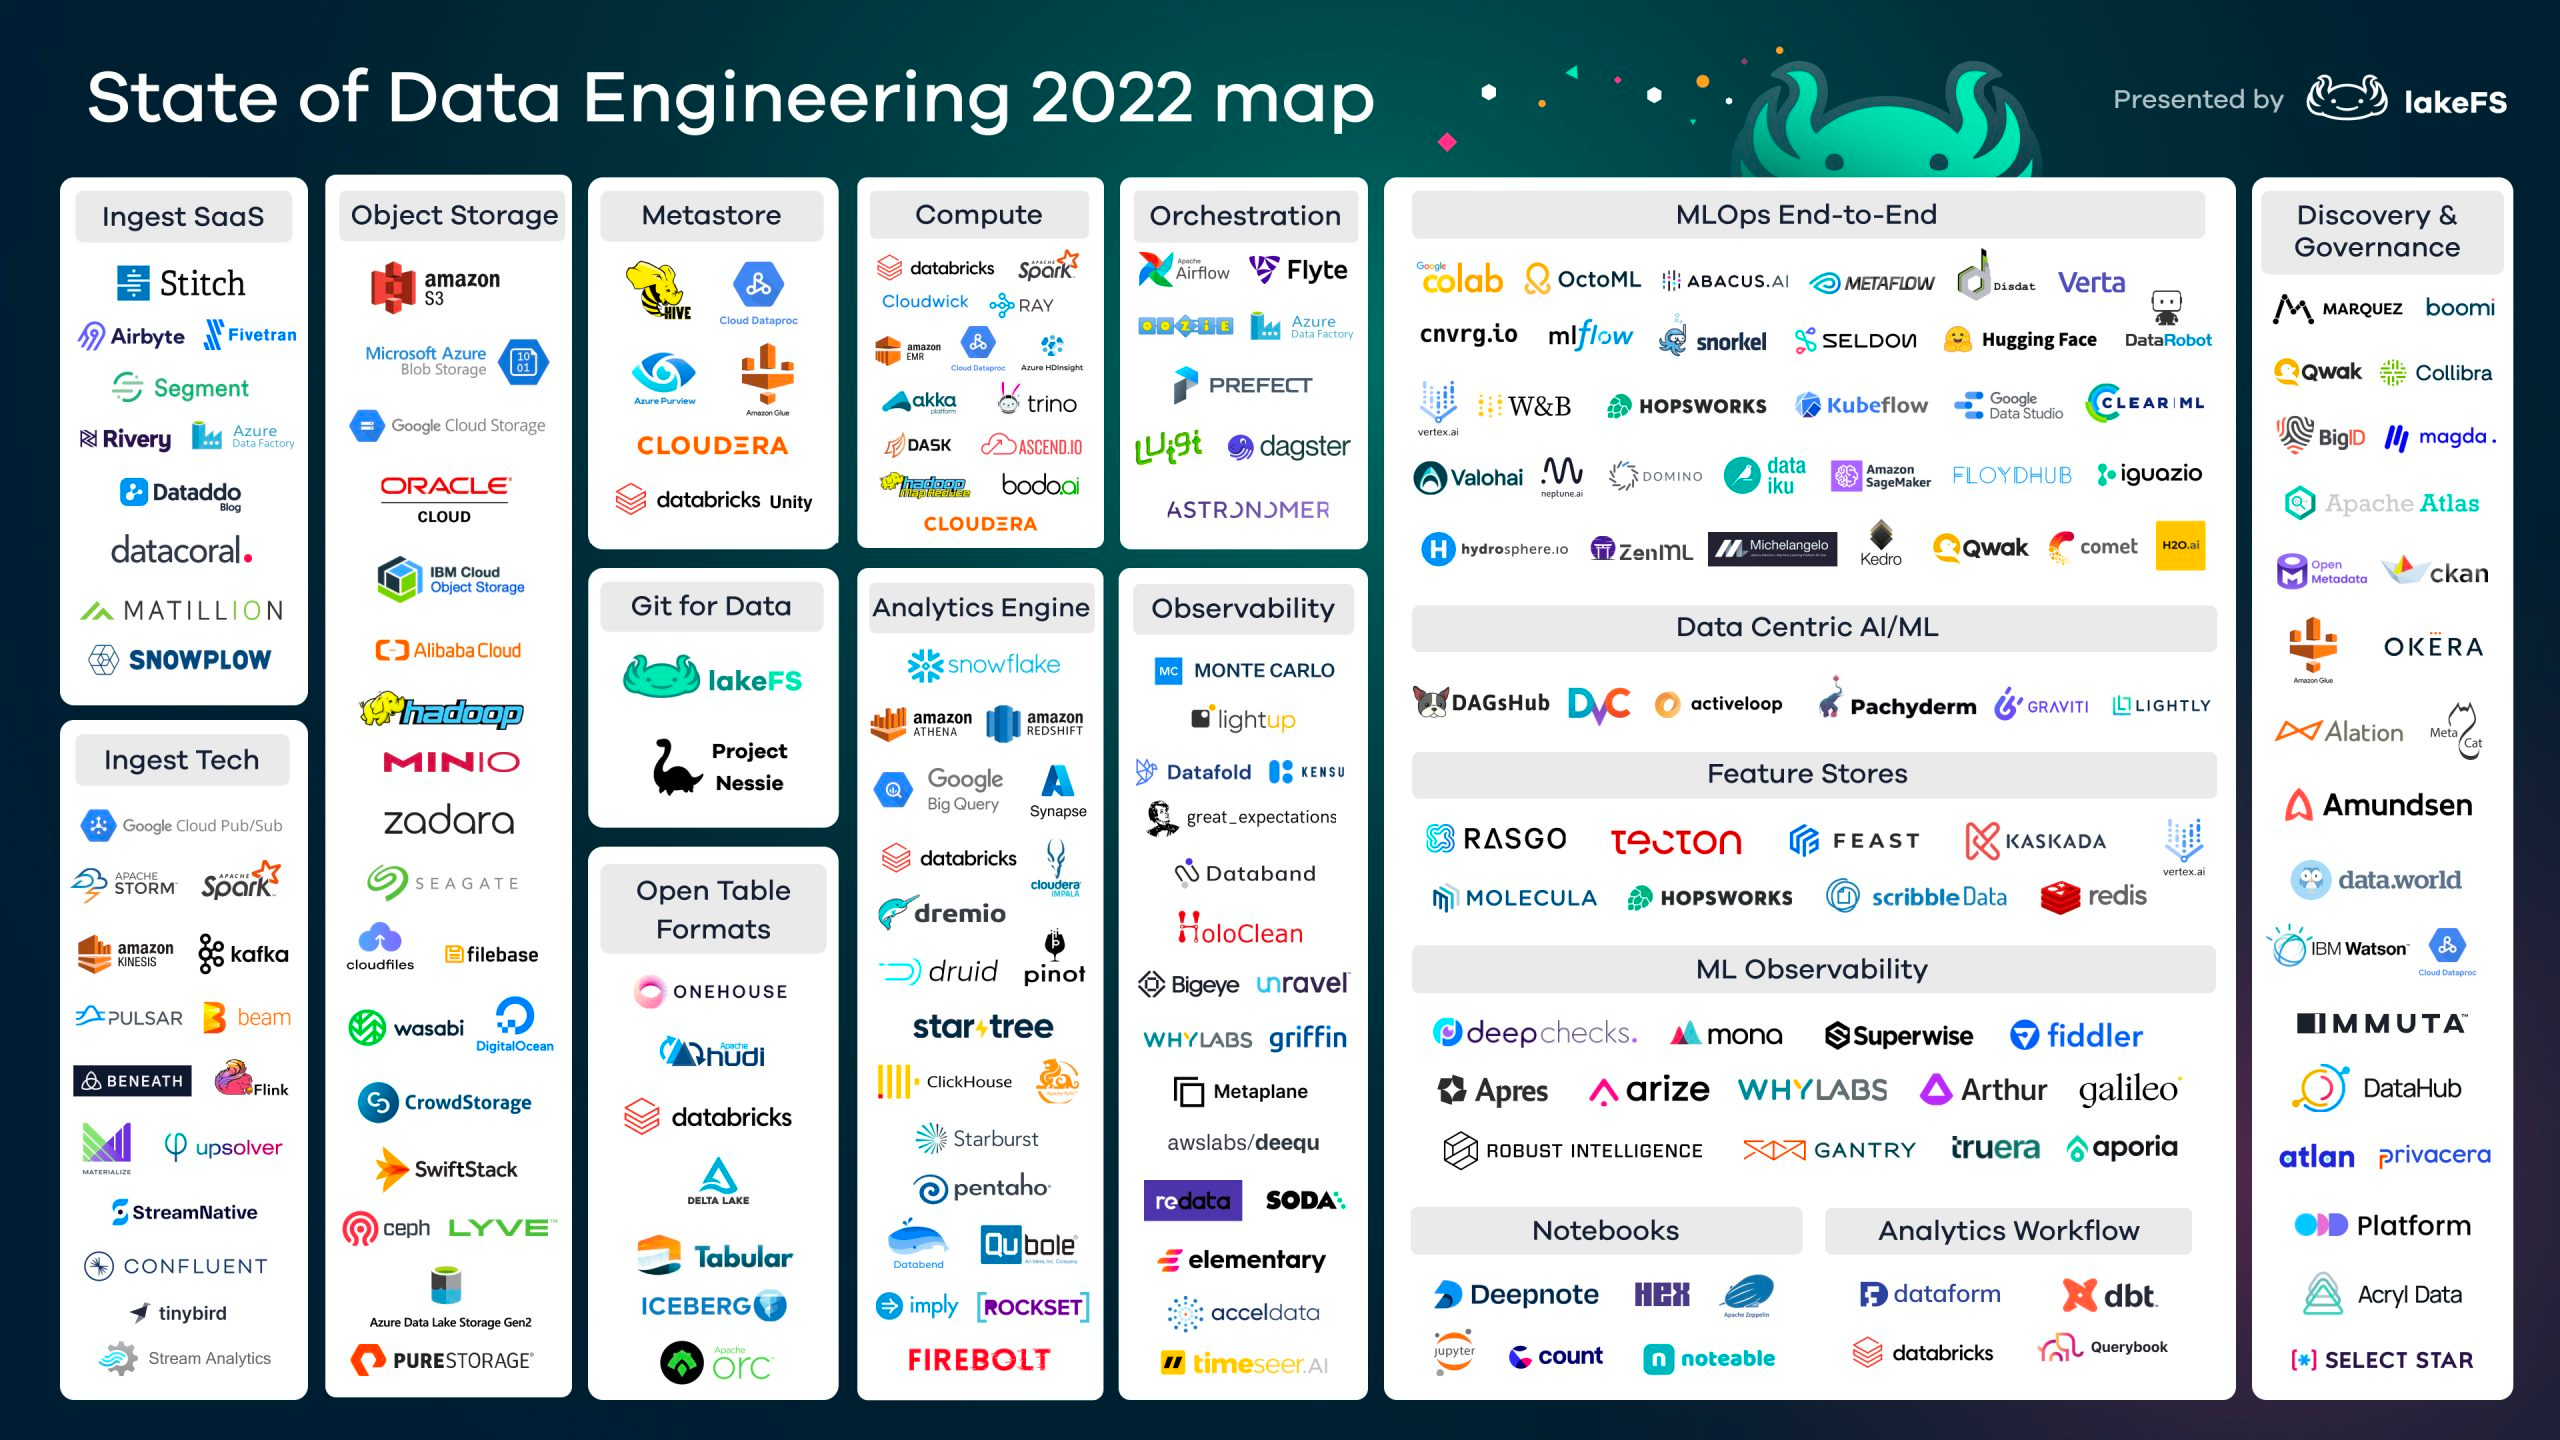 State of Data Engineering 2022 map
Presented by lakeFS
Ingest SaaS
Stitch
Airbyte
Fivetran
Segment
Rivery
Azure
Data Factory
Dataddo
Blog
datacoral.
MATILLION
SNOWPLOW
Ingest Tech
Google Cloud Pub/Sub
APACHE
STORM
APACHE
Spark
amazon
KINESIS
kafka
PULSAR
beam
BENEATH
Flink
MATERIALIZE
upsolver
StreamNative
CONFLUENT
tinybird
Stream Analytics
Object Storage
amazon
S3
Microsoft Azure
Blob Storage
10
01
Google Cloud Storage
ORACLE
CLOUD
IBM Cloud
Object Storage
Alibaba Cloud
hadoop
MINIO
zadara
SEAGATE
cloudfiles
filebase
wasabi
DigitalOcean
CrowdStorage
SwiftStack
ceph
LYVE™
Azure Data Lake Storage Gen2
PURESTORAGE®
Metastore
HIVE
Cloud Dataproc
Azure Purview
Amazon Glue
CLOUDERA
databricks Unity
Git for Data
lakeFS
Project
Nessie
Open Table
Formats
ONEHOUSE
Apache
hudi
databricks
DELTA LAKE
Tabular
ICEBERG
Apache
orc
Compute
databricks
APACHE
Spark
Cloudwick
RAY
amazon
EMR
Cloud Dataproc
Azure HDInsight
akka
platform
trino
DASK
ASCEND.IO
hadoop
Map Reduce
bodo.ai
CLOUDERA
Analytics Engine
snowflake
amazon
ATHENA
amazon
REDSHIFT
Google
Big Query
Synapse
databricks
cloudera
IMPALA
dremio
druid
pinot
startree
ClickHouse
Starburst
pentaho
Databend
Qubole
imply
[ROCKSET]
FIREBOLT
Orchestration
Apache
Airflow
Flyte
OOZIE
Azure
Data Factory
PREFECT
LUigi
dagster
ASTRONOMER
Observability
MC MONTE CARLO
lightup
Datafold
KENSU
great_expectations
Databand
HoloClean
Bigeye
unravel
WHYLABS
griffin
Metaplane
awslabs/deequ
redata
SODA
elementary
acceldata
timeseer.AI
MLOps End-to-End
Google
colab
OctoML
ABACUS.AI
METAFLOW
Disdat
Verta
cnvrg.io
mlflow
snorkel
SELDON
Hugging Face
DataRobot
vertex.ai
W&B
HOPSWORKS
Kubeflow
Google
Data Studio
CLEAR|ML
Valohai
neptune.ai
DOMINO
data
iku
Amazon
SageMaker
FLOYDHUB
iguazio
H hydrosphere.io
ZenML
Michelangelo
Kedro
Qwak
comet
H2O.ai
Data Centric AI/ML
DAGsHub
DVC
activeloop
Pachyderm
GRAVITI
LIGHTLY
Feature Stores
RASGO
TECTON
FEAST
KASKADA
vertex.ai
MOLECULA
HOPSWORKS
scribbleData
redis
ML Observability
deepchecks.
mona
Superwise
fiddler
Apres
arize
WHYLABS
Arthur
galileo
ROBUST INTELLIGENCE
GANTRY
truera
aporia
Notebooks
Deepnote
HEX
Apache Zeppelin
jupyter
count
n noteable
Analytics Workflow
dataform
dbt
databricks
Querybook
Discovery &
Governance
MARQUEZ
boomi
Qwak
Collibra
BigID
magda.
Apache Atlas
Open
Metadata
ckan
Amazon Glue
OKERA
Alation
Meta
Cat
Amundsen
data.world
IBM Watson
Cloud Dataproc
IMMUTA™
DataHub
atlan
privacera
Platform
Acryl Data
[*] SELECT STAR